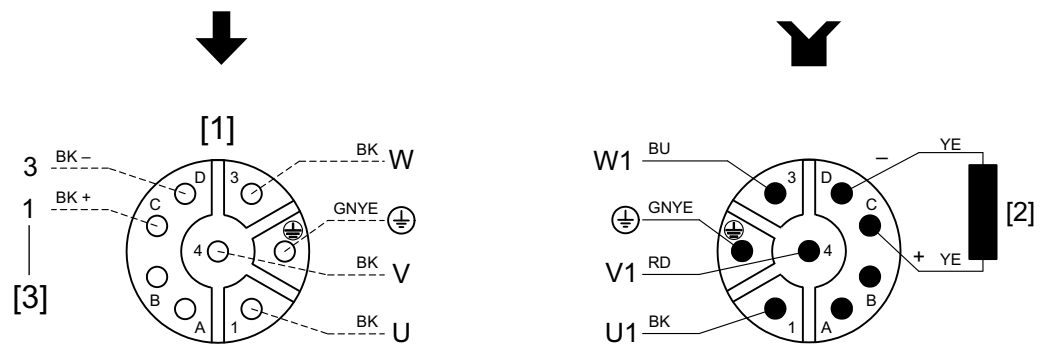 [1]
3 BK – D 3 BK W
1 BK + C GNYE
4 BK V
[3] B A 1 BK U
W1 BU 3 D – YE
GNYE C [2]
V1 RD 4 + YE
B
U1 BK 1 A